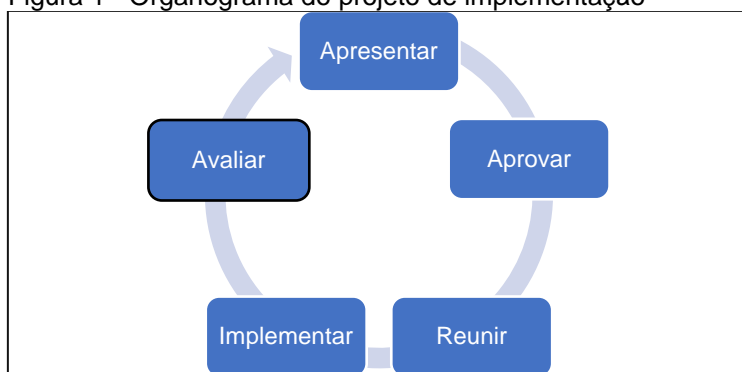 Figura 1 - Organograma do projeto de implementação
Apresentar
Aprovar
Reunir
Implementar
Avaliar